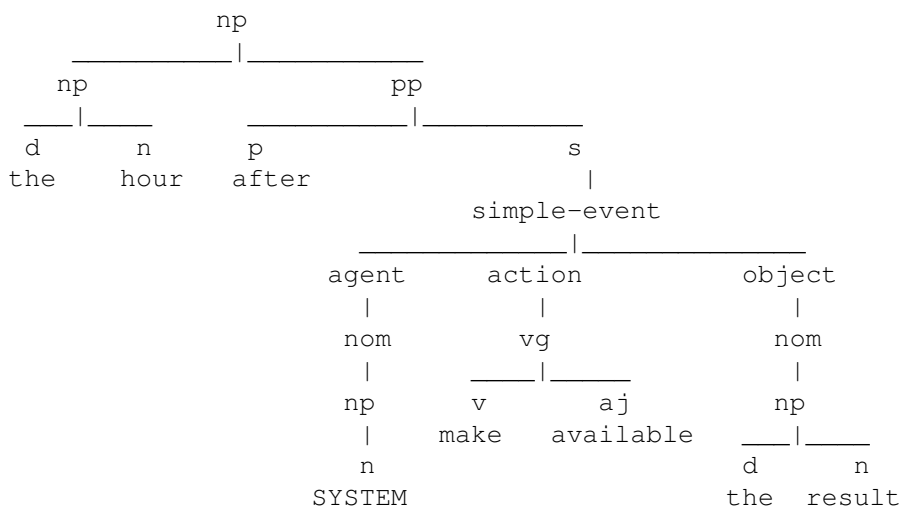 np
np pp
d n p s
the hour after
simple-event
agent action object
nom vg nom
np v aj np
make available
n d n
SYSTEM the result